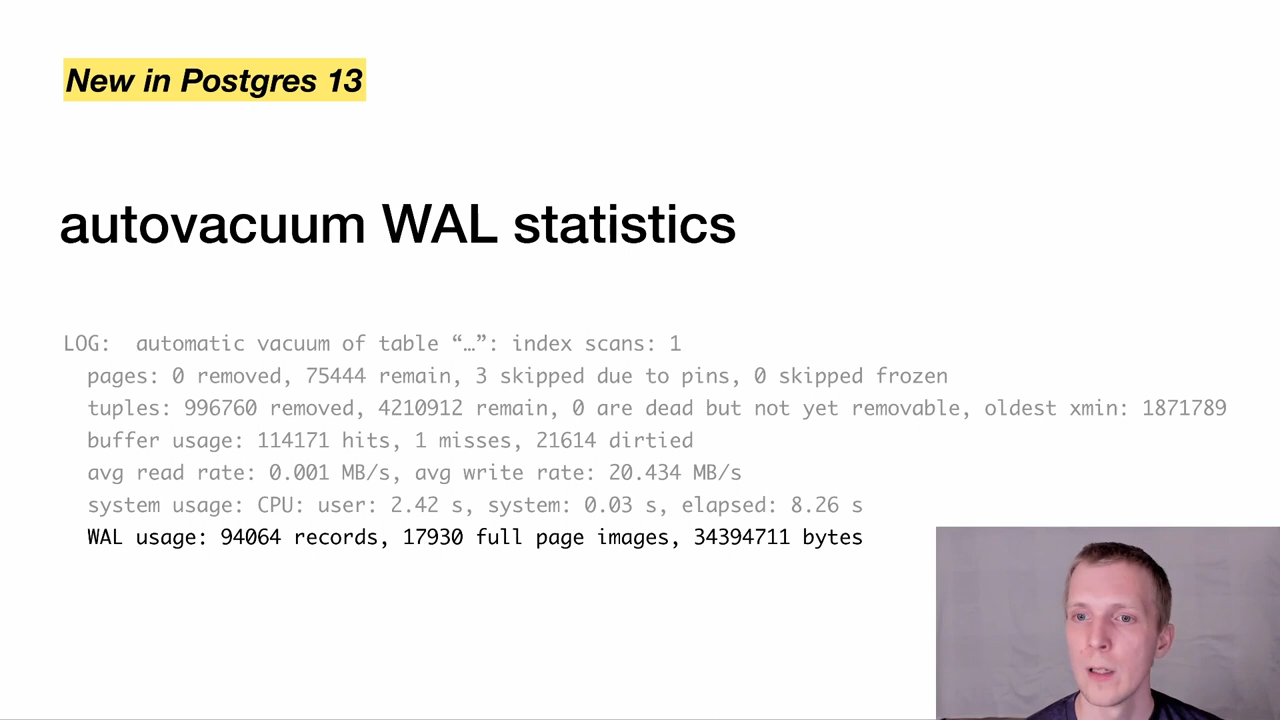 New in Postgres 13
autovacuum WAL statistics
LOG:  automatic vacuum of table “…”: index scans: 1
pages: 0 removed, 75444 remain, 3 skipped due to pins, 0 skipped frozen
tuples: 996760 removed, 4210912 remain, 0 are dead but not yet removable, oldest xmin: 1871789
buffer usage: 114171 hits, 1 misses, 21614 dirtied
avg read rate: 0.001 MB/s, avg write rate: 20.434 MB/s
system usage: CPU: user: 2.42 s, system: 0.03 s, elapsed: 8.26 s
WAL usage: 94064 records, 17930 full page images, 34394711 bytes